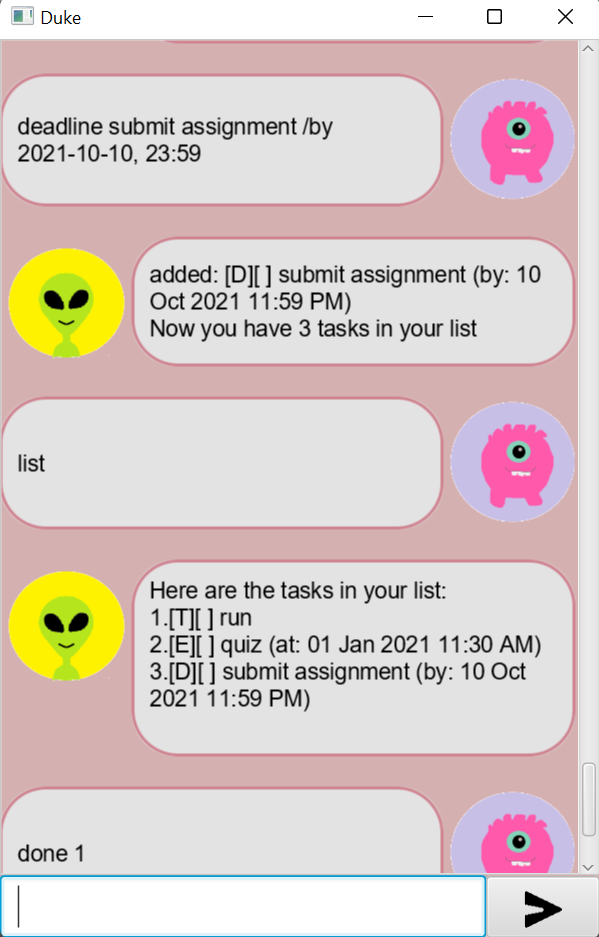 Duke
deadline submit assignment /by
2021-10-10, 23:59
added: [D][ ] submit assignment (by: 10
Oct 2021 11:59 PM)
Now you have 3 tasks in your list
list
Here are the tasks in your list:
1.[T][ ] run
2.[E][ ] quiz (at: 01 Jan 2021 11:30 AM)
3.[D][ ] submit assignment (by: 10 Oct
2021 11:59 PM)
done 1